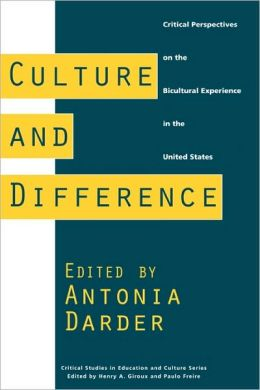 Critical Perspectives
on the
Bicultural Experience
in the
United States
CULTURE
AND
DIFFERENCE
EDITED BY
ANTONIA
DARDER
Critical Studies in Education and Culture Series
Edited by Henry A. Giroux and Paulo Freire